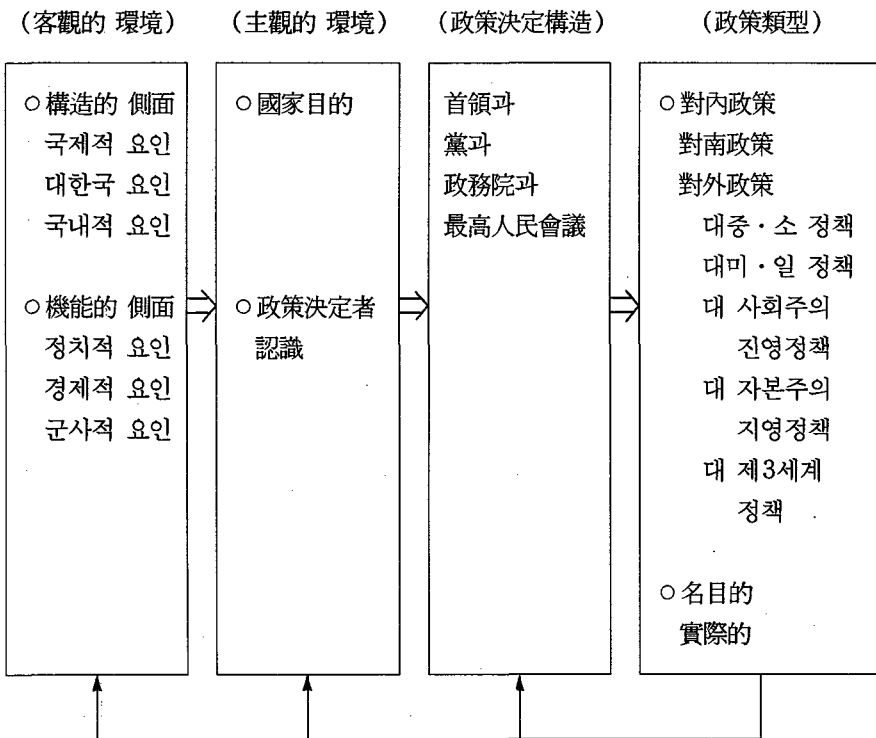 (客觀的 環境)
(主觀的 環境)
(政策決定構造)
(政策類型)
○ 構造的 側面
국제적 요인
대한국 요인
국내적 요인
○ 機能的 側面
정치적 요인
경제적 요인
군사적 요인
○ 國家目的
○ 政策決定者
認識
首領과
黨과
政務院과
最高人民會議
○ 對內政策
對南政策
對外政策
대중·소 정책
대미·일 정책
대 사회주의
진영정책
대 자본주의
지영정책
대 제3세계
정책
○ 名目的
實際的